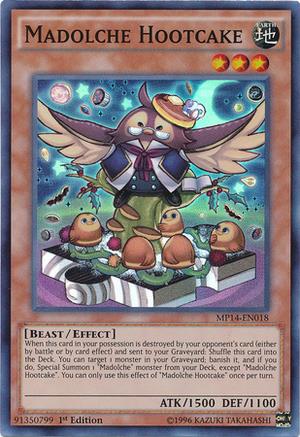 MADOLCHE HOOTCAKE
EARTH
地
MP14-EN018
[BEAST / EFFECT]
When this card in your possession is destroyed by your opponent's card (either
by battle or by card effect) and sent to your Graveyard: Shuffle this card into
the Deck. You can target 1 monster in your Graveyard; banish it, and if you
do, Special Summon 1 "Madolche" monster from your Deck, except "Madolche
Hootcake". You can only use this effect of "Madolche Hootcake" once per turn.
ATK/1500 DEF/1100
91350799 1st Edition ©1996 KAZUKI TAKAHASHI